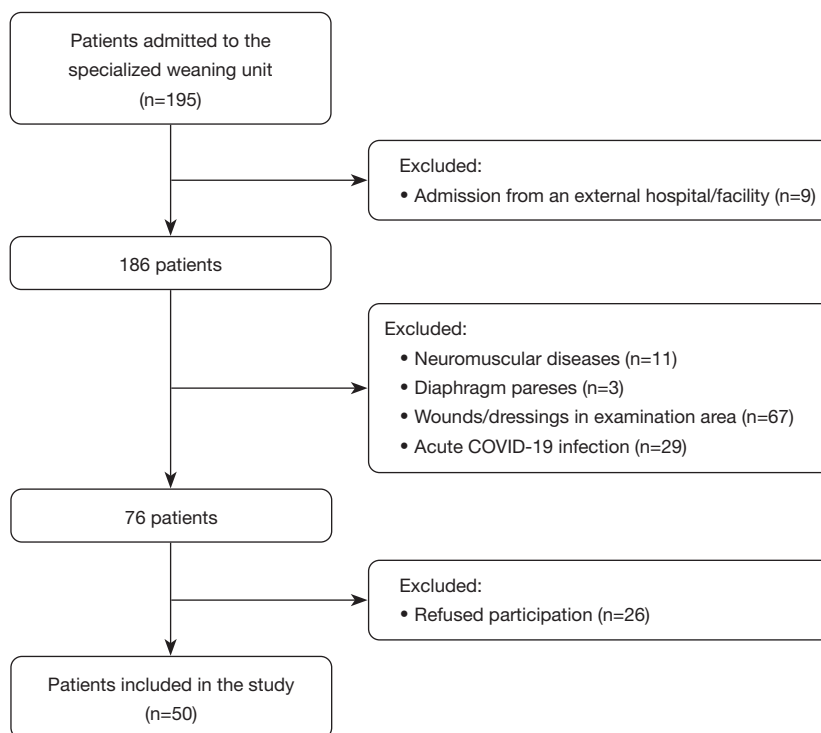 Patients admitted to the
specialized weaning unit
(n=195)
Excluded:
• Admission from an external hospital/facility (n=9)
186 patients
Excluded:
• Neuromuscular diseases (n=11)
• Diaphragm pareses (n=3)
• Wounds/dressings in examination area (n=67)
• Acute COVID-19 infection (n=29)
76 patients
Excluded:
• Refused participation (n=26)
Patients included in the study
(n=50)